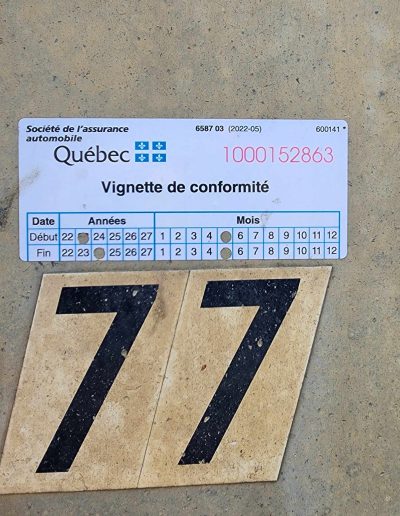 Société de l'assurance
automobile
6587 03 (2022-05)
600141 *
Québec
1000152863
Vignette de conformité
Date Années Mois
Début 22 24 25 26 27 1 2 3 4 6 7 8 9 10 11 12
Fin 22 23 25 26 27 1 2 3 4 6 7 8 9 10 11 12
77